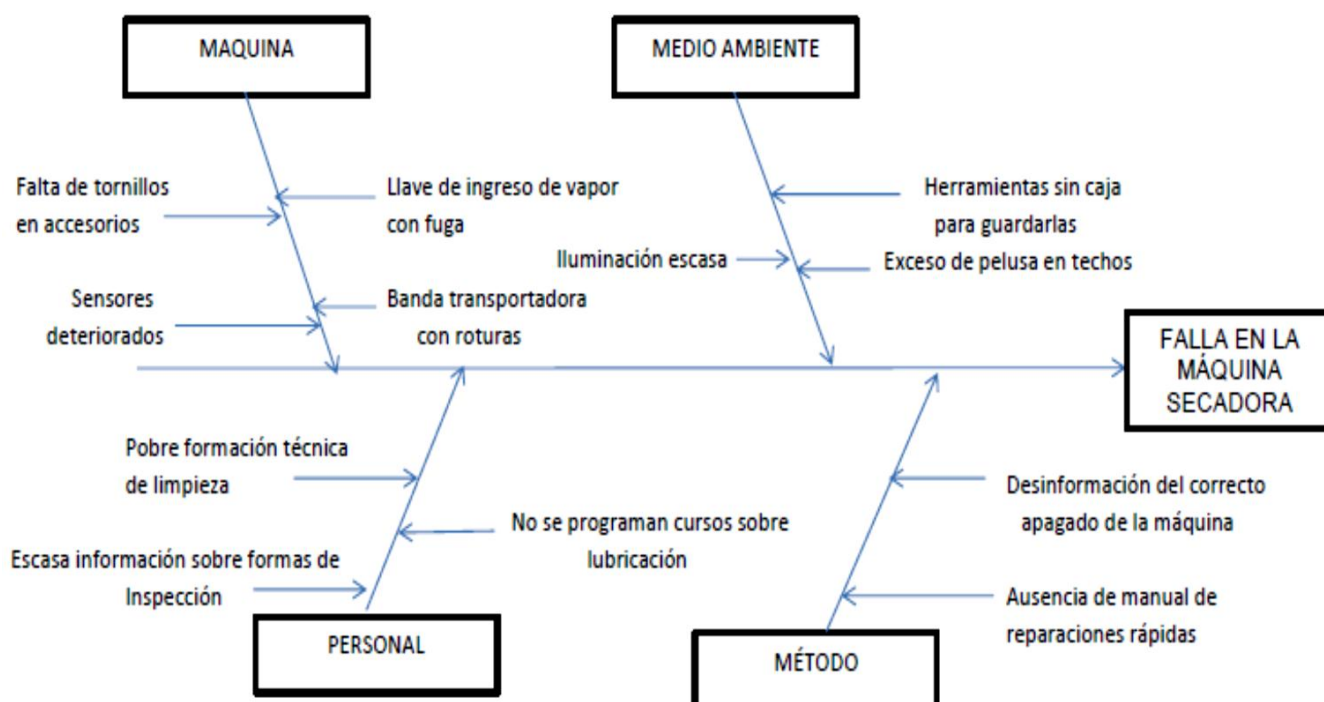 MAQUINA
MEDIO AMBIENTE
Falta de tornillos
en accesorios
Llave de ingreso de vapor
con fuga
Sensores
deteriorados
Banda transportadora
con roturas
Herramientas sin caja
para guardarlas
Iluminación escasa
Exceso de pelusa en techos
FALLA EN LA
MÁQUINA
SECADORA
Pobre formación técnica
de limpieza
No se programan cursos sobre
lubricación
Escasa información sobre formas de
Inspección
Desinformación del correcto
apagado de la máquina
Ausencia de manual de
reparaciones rápidas
PERSONAL
MÉTODO